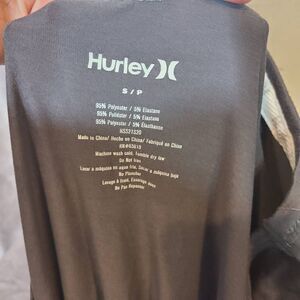 Hurley
S / P
95% Polyester / 5% Elastane
95% Poliéster / 5% Elastano
95% Polyester / 5% Élasthanne
Made in China/ Hecho en China/ Fabriqué en Chine
Machine wash cold, Tumble dry low
Do Not Iron
Lavar a máquina en agua fría, Secar a máquina baja
No Planchar
Lavage à froid,
Ne Pas Repasser